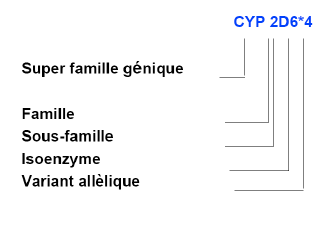 CYP 2D6*4
Super famille génique
Famille
Sous-famille
Isoenzyme
Variant allèlique